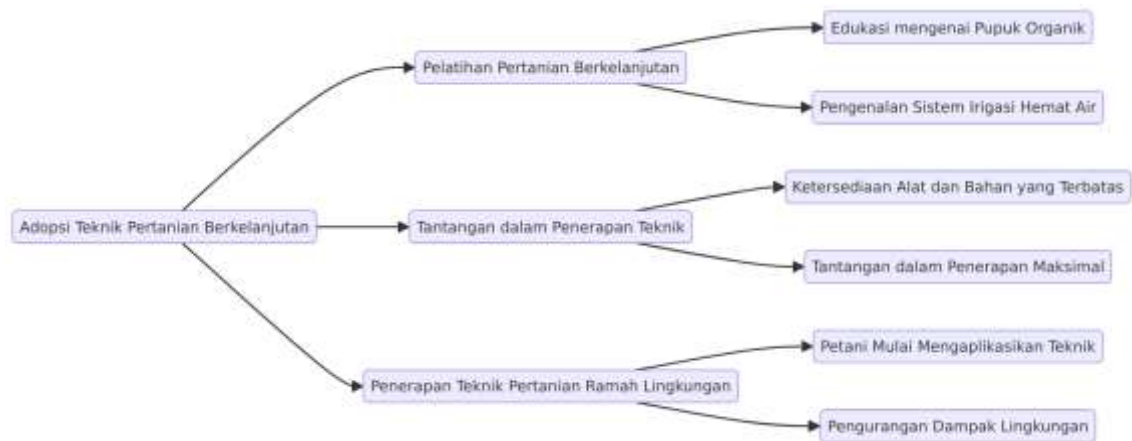 Edukasi mengenai Pupuk Organik
Pelatihan Pertanian Berkelanjutan
Pengenalan Sistem Irigasi Hemat Air
Ketersediaan Alat dan Bahan yang Terbatas
Adopsi Teknik Pertanian Berkelanjutan
Tantangan dalam Penerapan Teknik
Tantangan dalam Penerapan Maksimal
Petani Mulai Mengaplikasikan Teknik
Penerapan Teknik Pertanian Ramah Lingkungan
Pengurangan Dampak Lingkungan